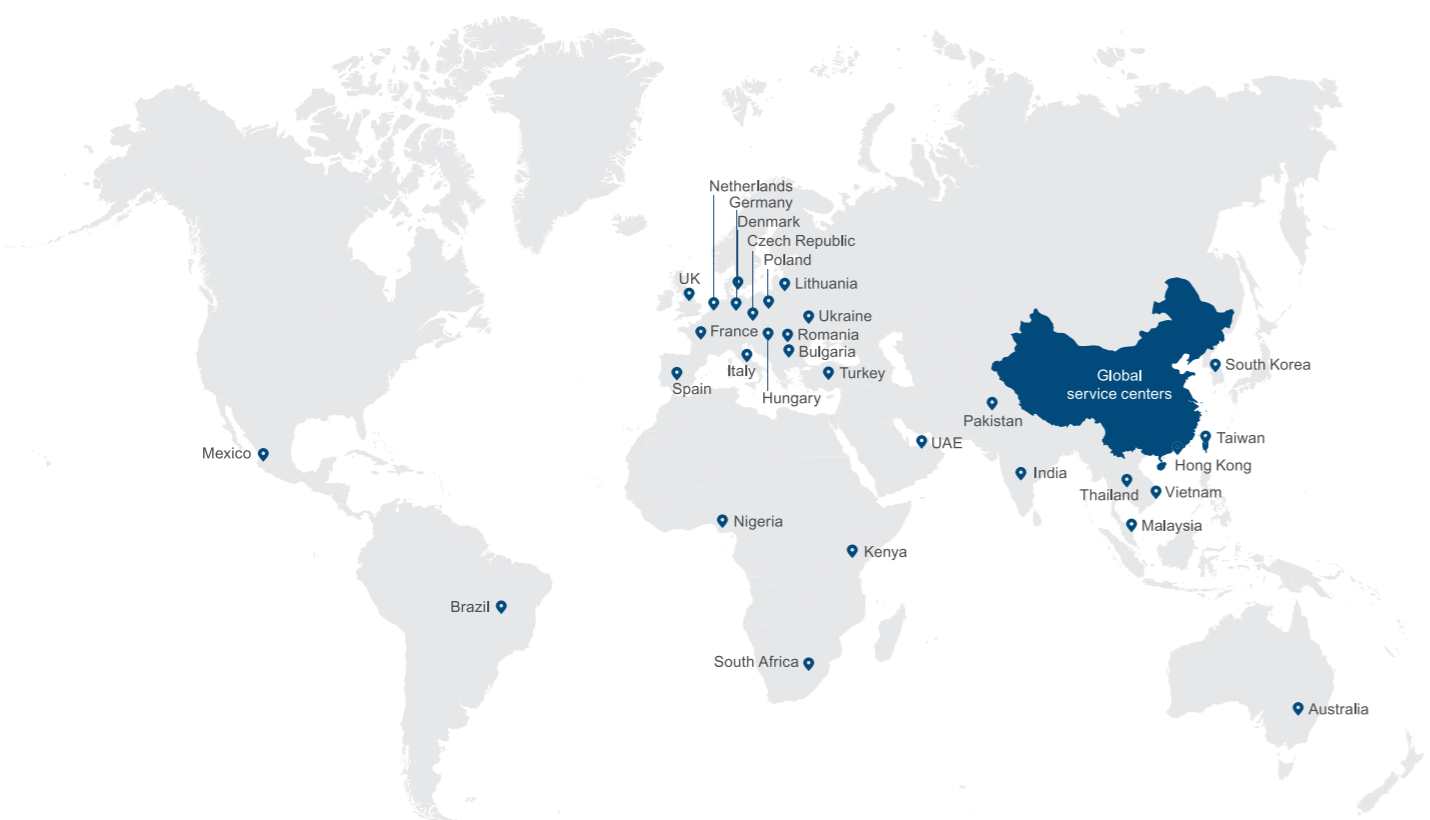 Netherlands
Germany
Denmark
Czech Republic
Poland
UK
Lithuania
Ukraine
France
Romania
Bulgaria
Italy
Turkey
Spain
Hungary
South Korea
Global
service centers
Pakistan
Taiwan
UAE
Mexico
Hong Kong
India
Thailand
Vietnam
Nigeria
Malaysia
Kenya
Brazil
South Africa
Australia